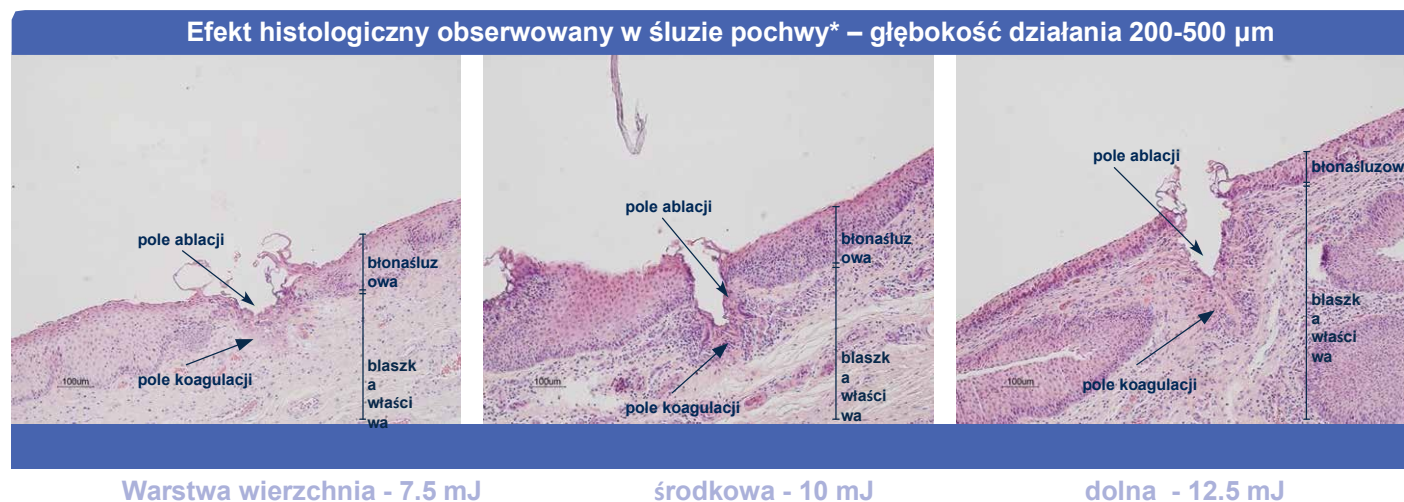 Efekt histologiczny obserwowany w śluzie pochwy* – głębokość działania 200-500 µm
pole ablacji
błonaśluz
owa
pole koagulacji
blaszk
a
właści
wa
100um
pole ablacji
błonaśluz
owa
pole koagulacji
blaszk
a
właści
wa
100um
pole ablacji
błonaśluzow
pole koagulacji
blaszk
a
właści
wa
100um
Warstwa wierzchnia - 7.5 mJ
środkowa - 10 mJ
dolna - 12.5 mJ